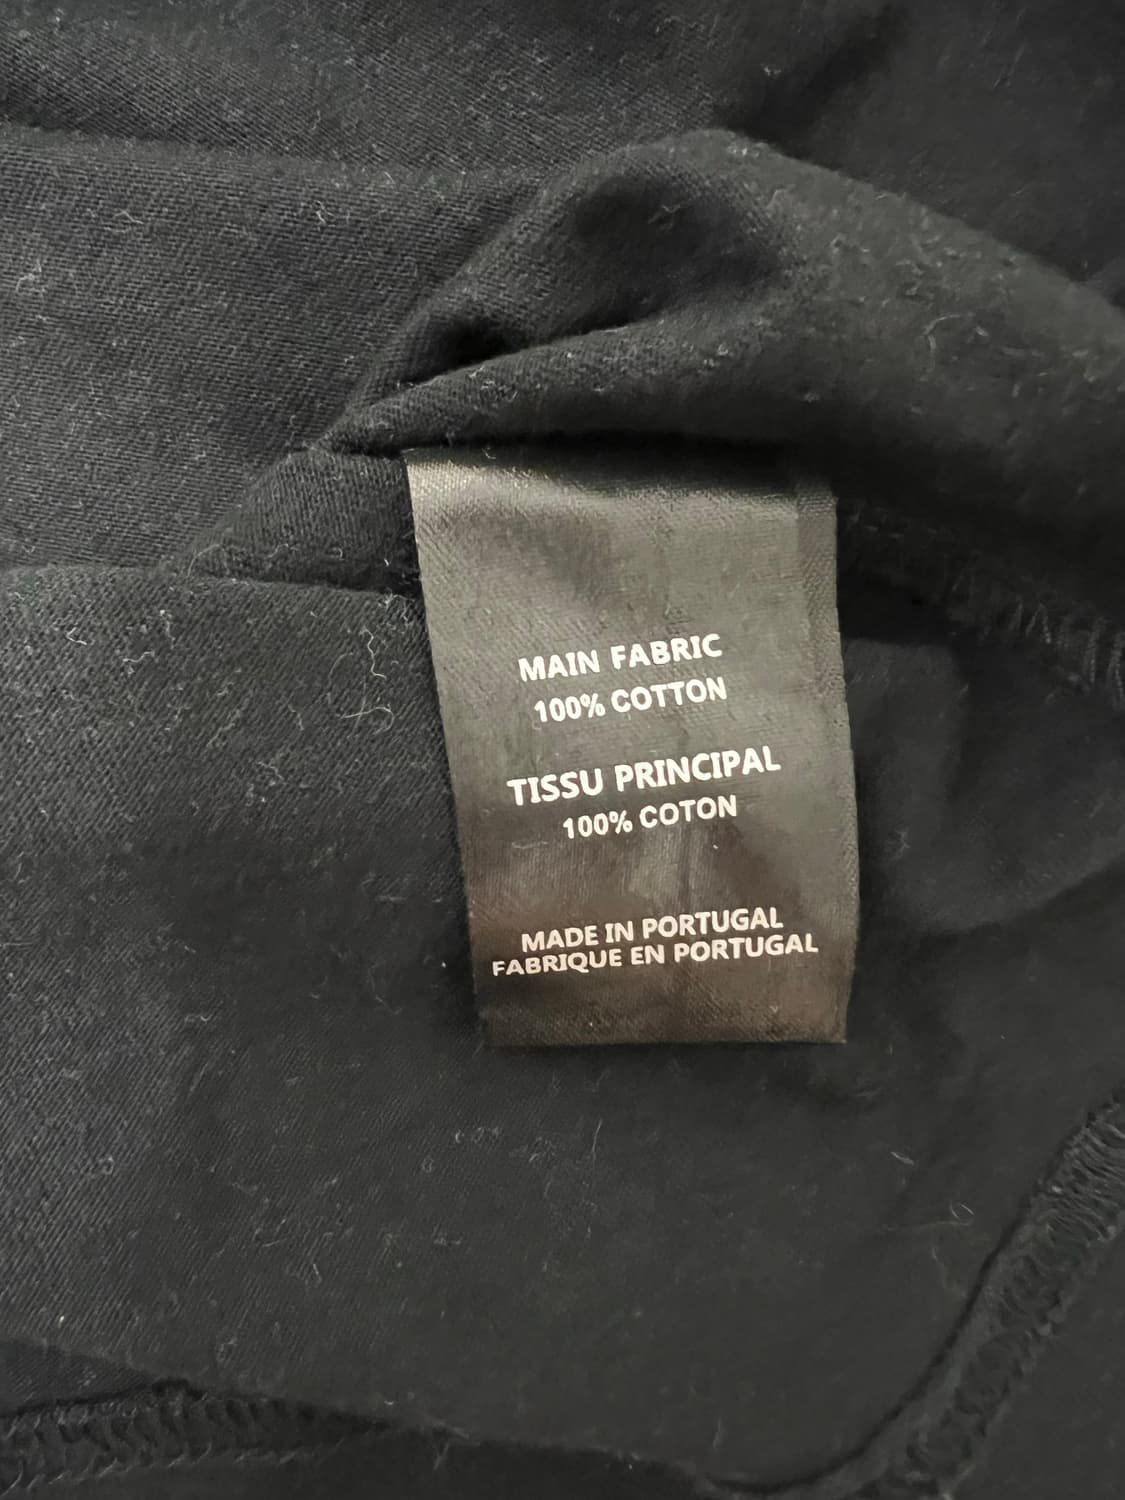 MAIN FABRIC
100% COTTON
TISSU PRINCIPAL
100% COTON
MADE IN PORTUGAL
FABRIQUE EN PORTUGAL